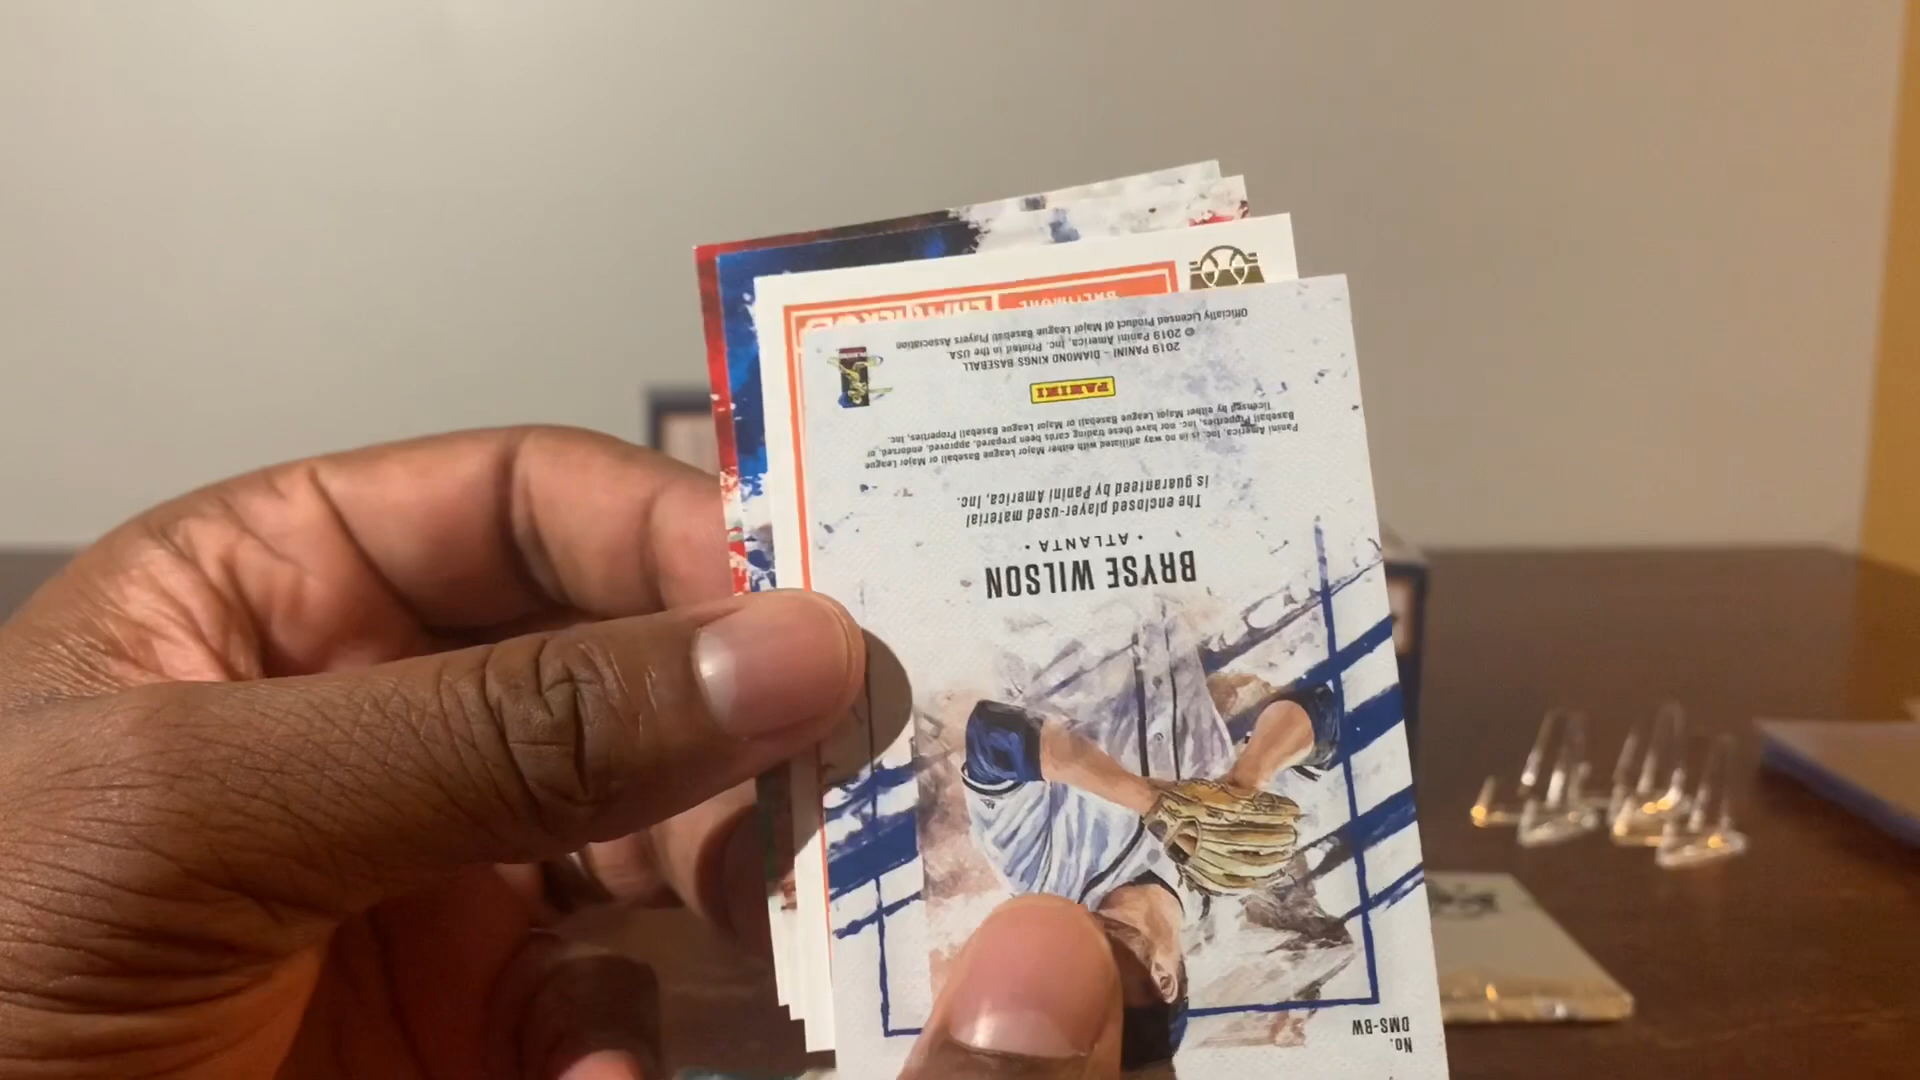 No.
DMS-BW
BRYSE WILSON
• ATLANTA •
The enclosed player-used material
is guaranteed by Panini America, Inc.
Panini America, Inc. is in no way affiliated with either Major League Baseball or Major League
Baseball Properties, Inc. nor have these trading cards been prepared, approved, endorsed, or
licensed by either Major League Baseball or Major League Baseball Properties, Inc.
PANINI
2019 PANINI - DIAMOND KINGS BASEBALL
© 2019 Panini America, Inc. Printed in the USA.
Officially Licensed Product of Major League Baseball Players Association
BALTIMORE